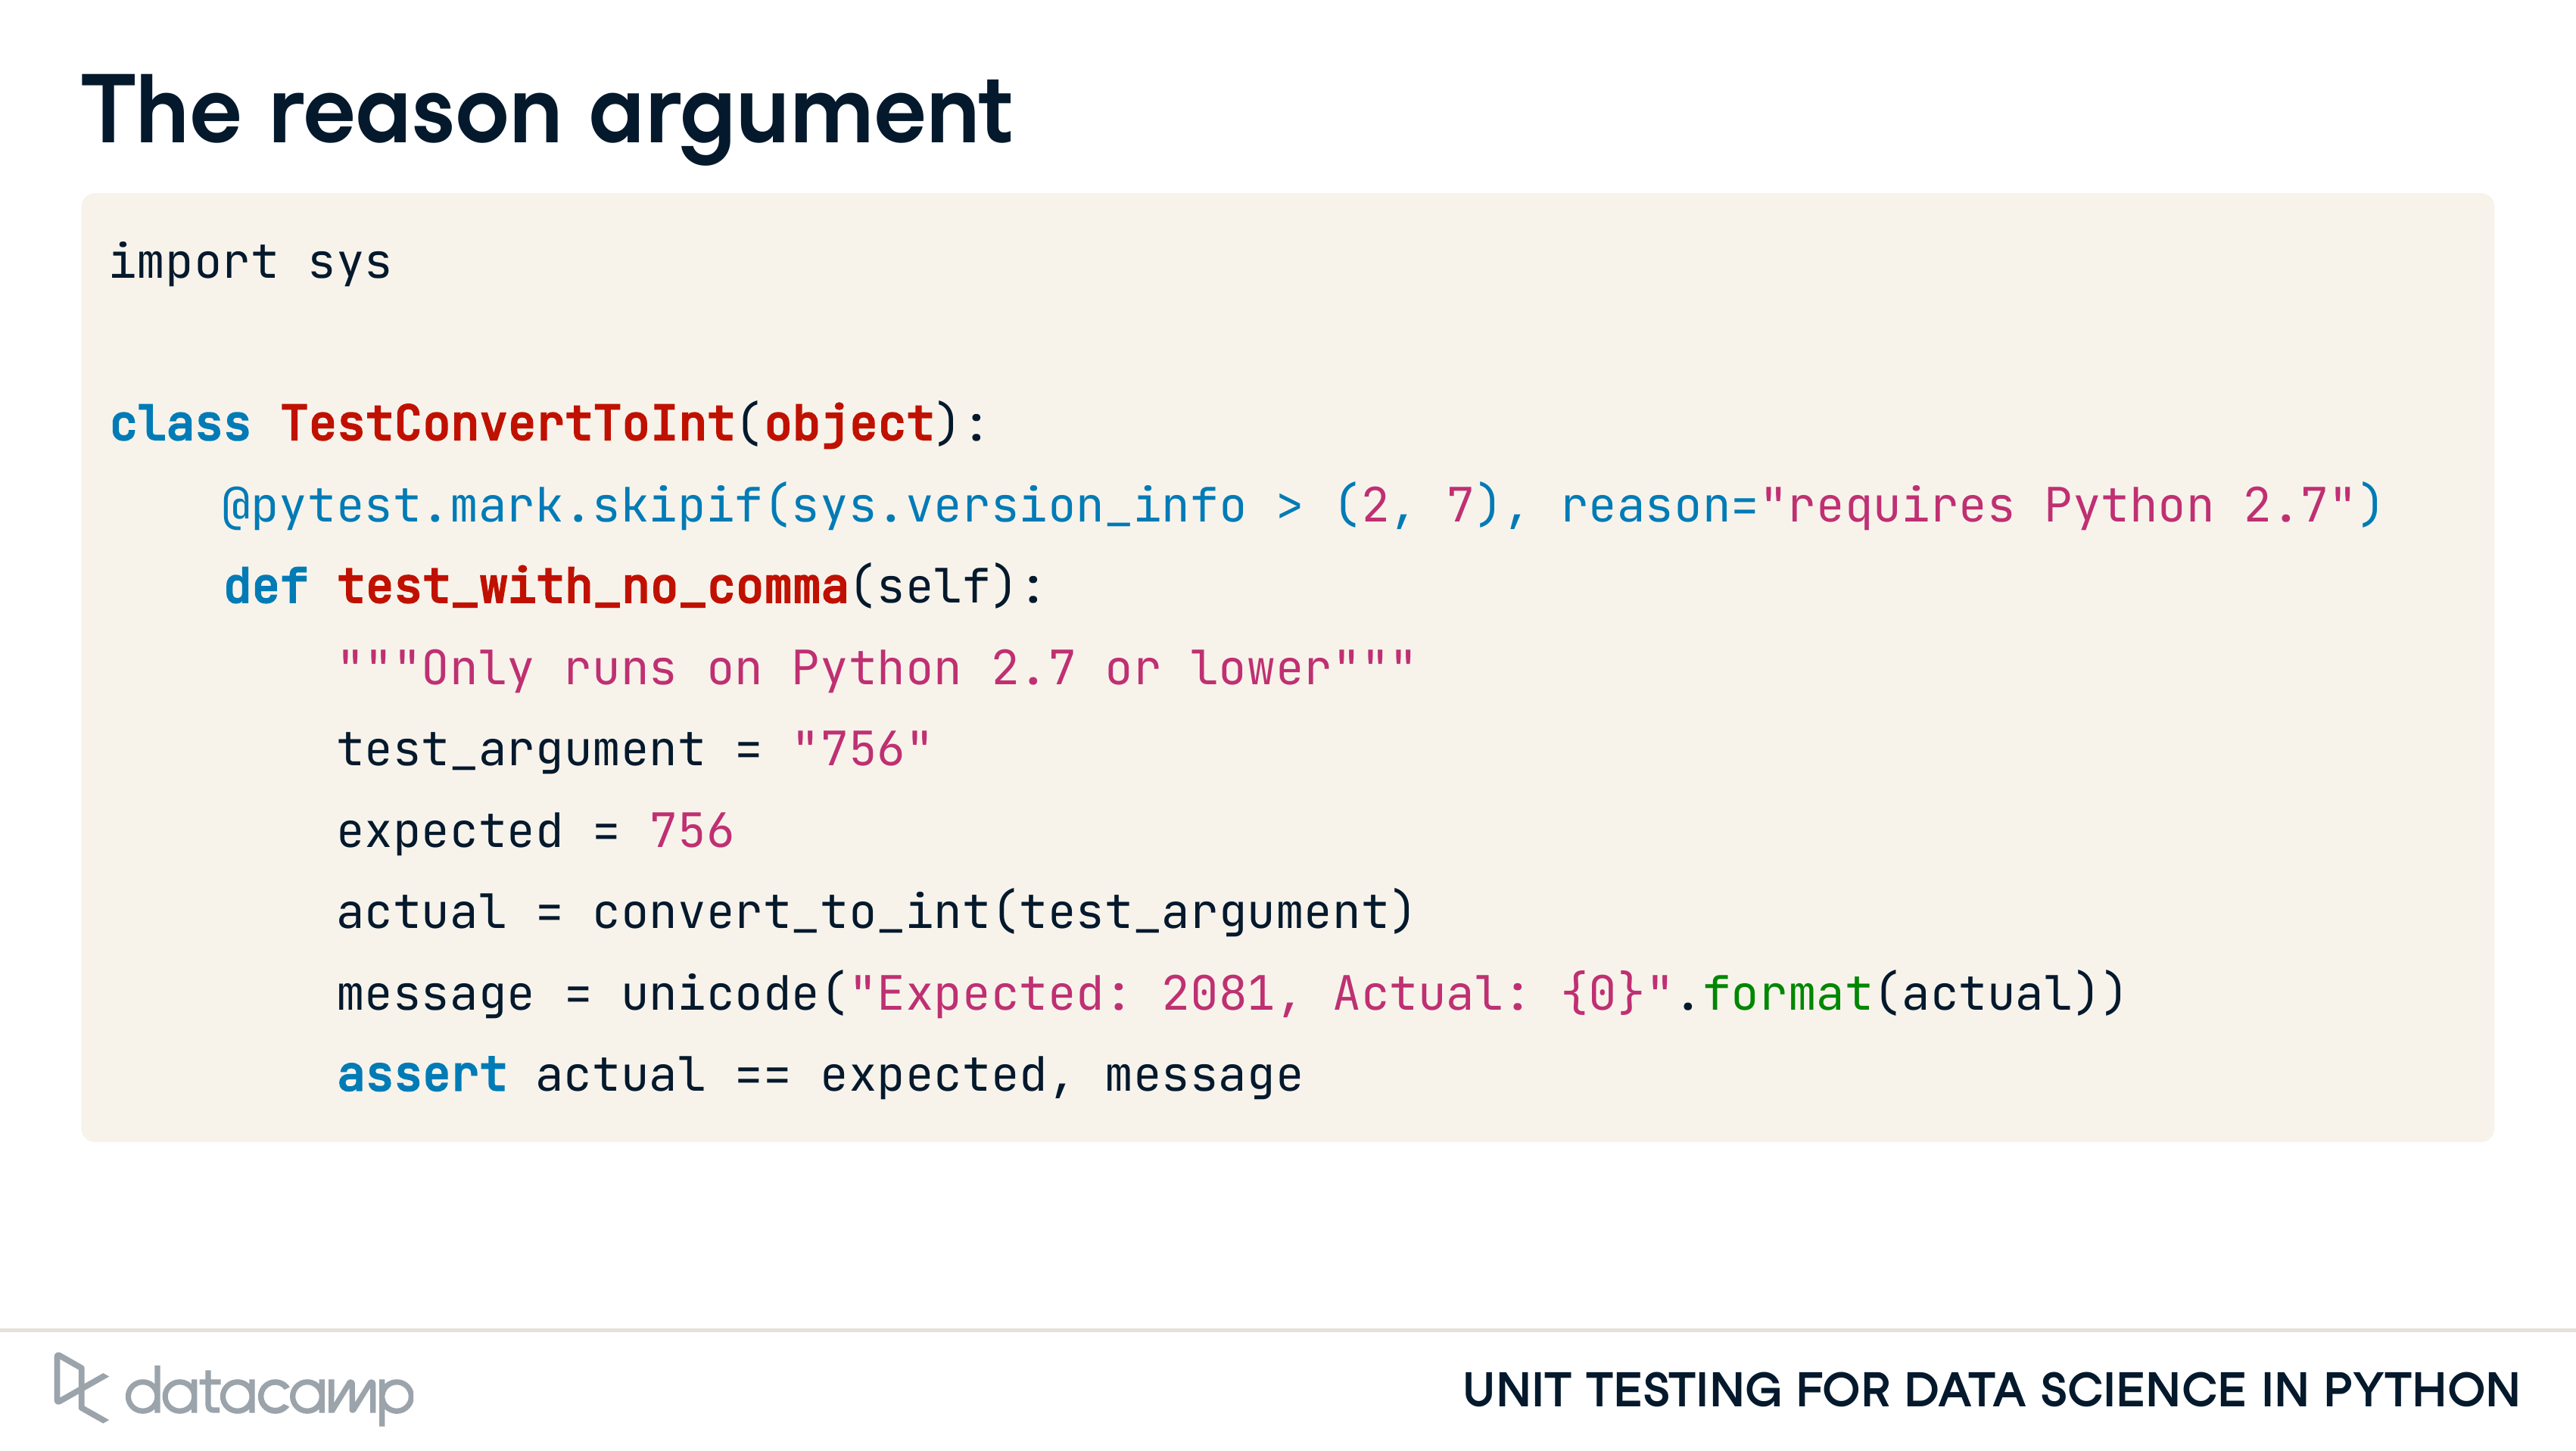 The reason argument
import sys
class TestConvertToInt(object):
    @pytest.mark.skipif(sys.version_info > (2, 7), reason="requires Python 2.7")
    def test_with_no_comma(self):
        """Only runs on Python 2.7 or lower"""
        test_argument = "756"
        expected = 756
        actual = convert_to_int(test_argument)
        message = unicode("Expected: 2081, Actual: {0}".format(actual))
        assert actual == expected, message
datacamp
UNIT TESTING FOR DATA SCIENCE IN PYTHON